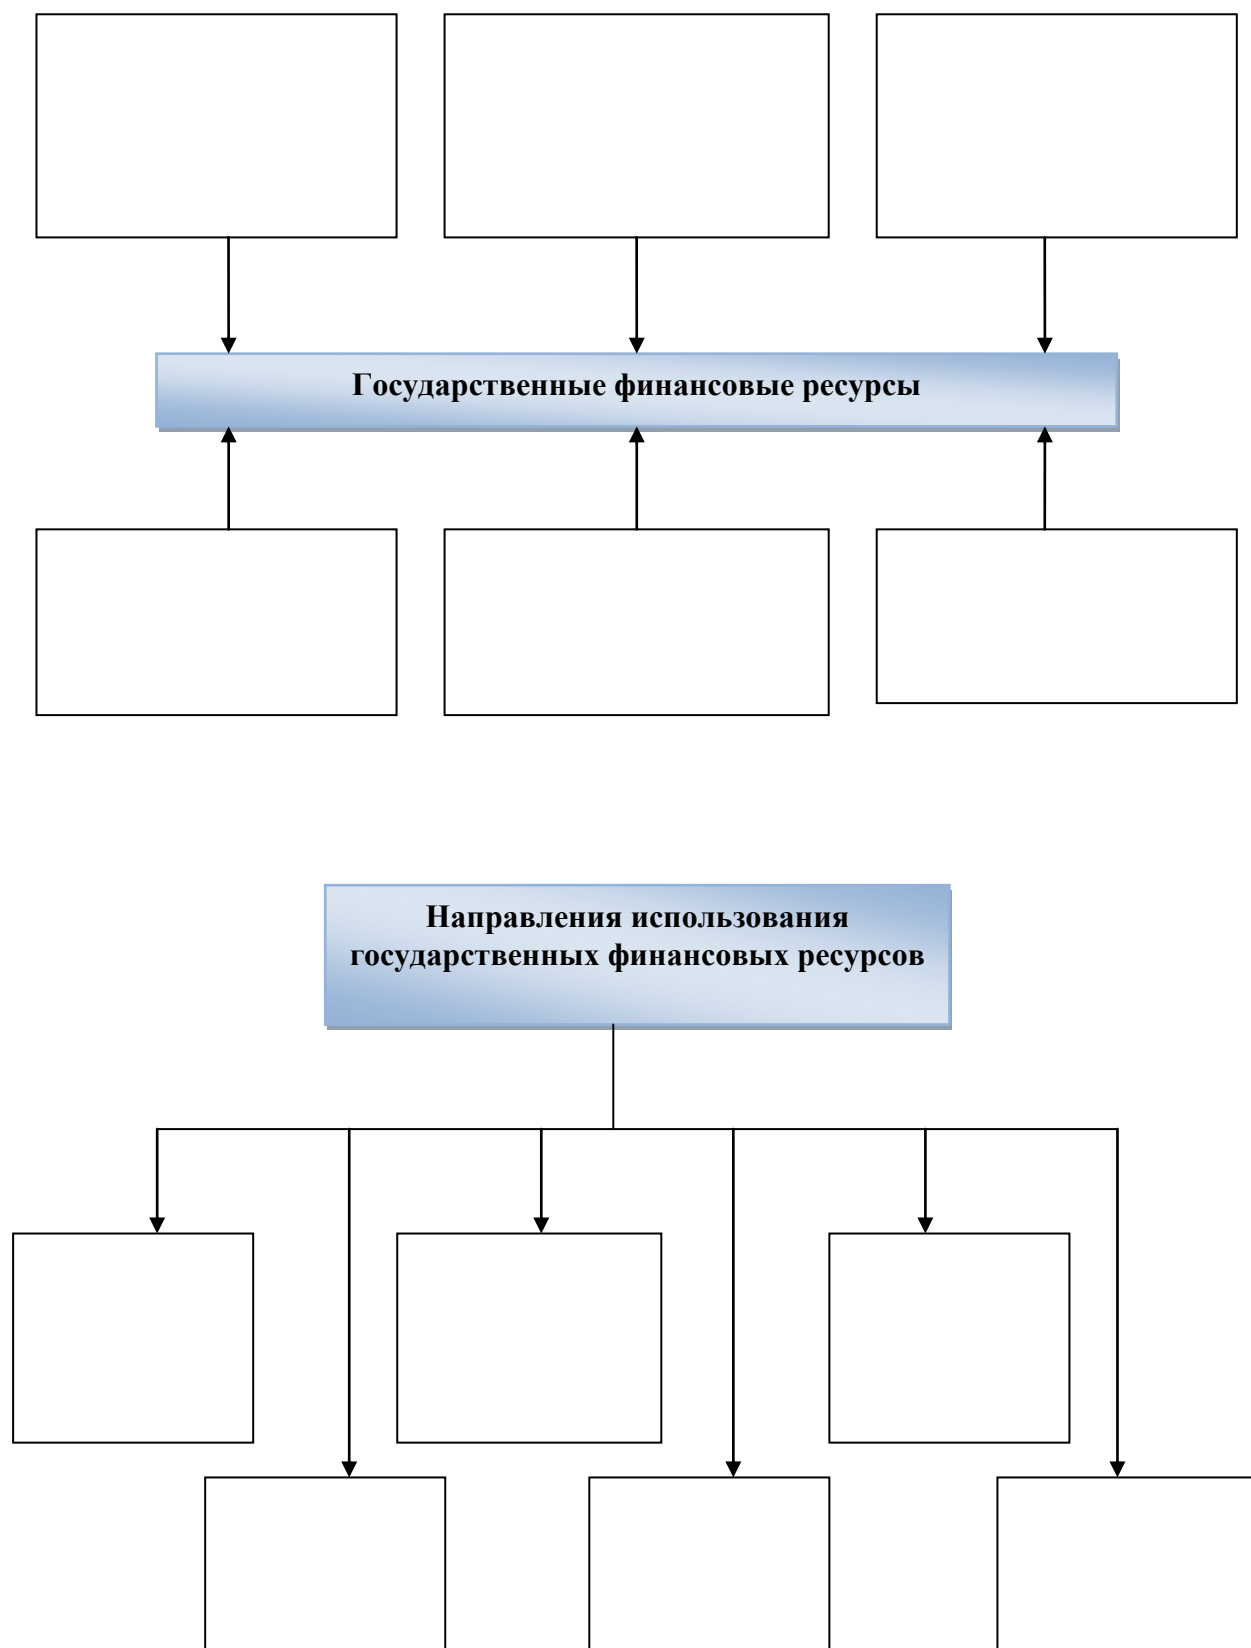 Государственные финансовые ресурсы
Направления использования
государственных финансовых ресурсов